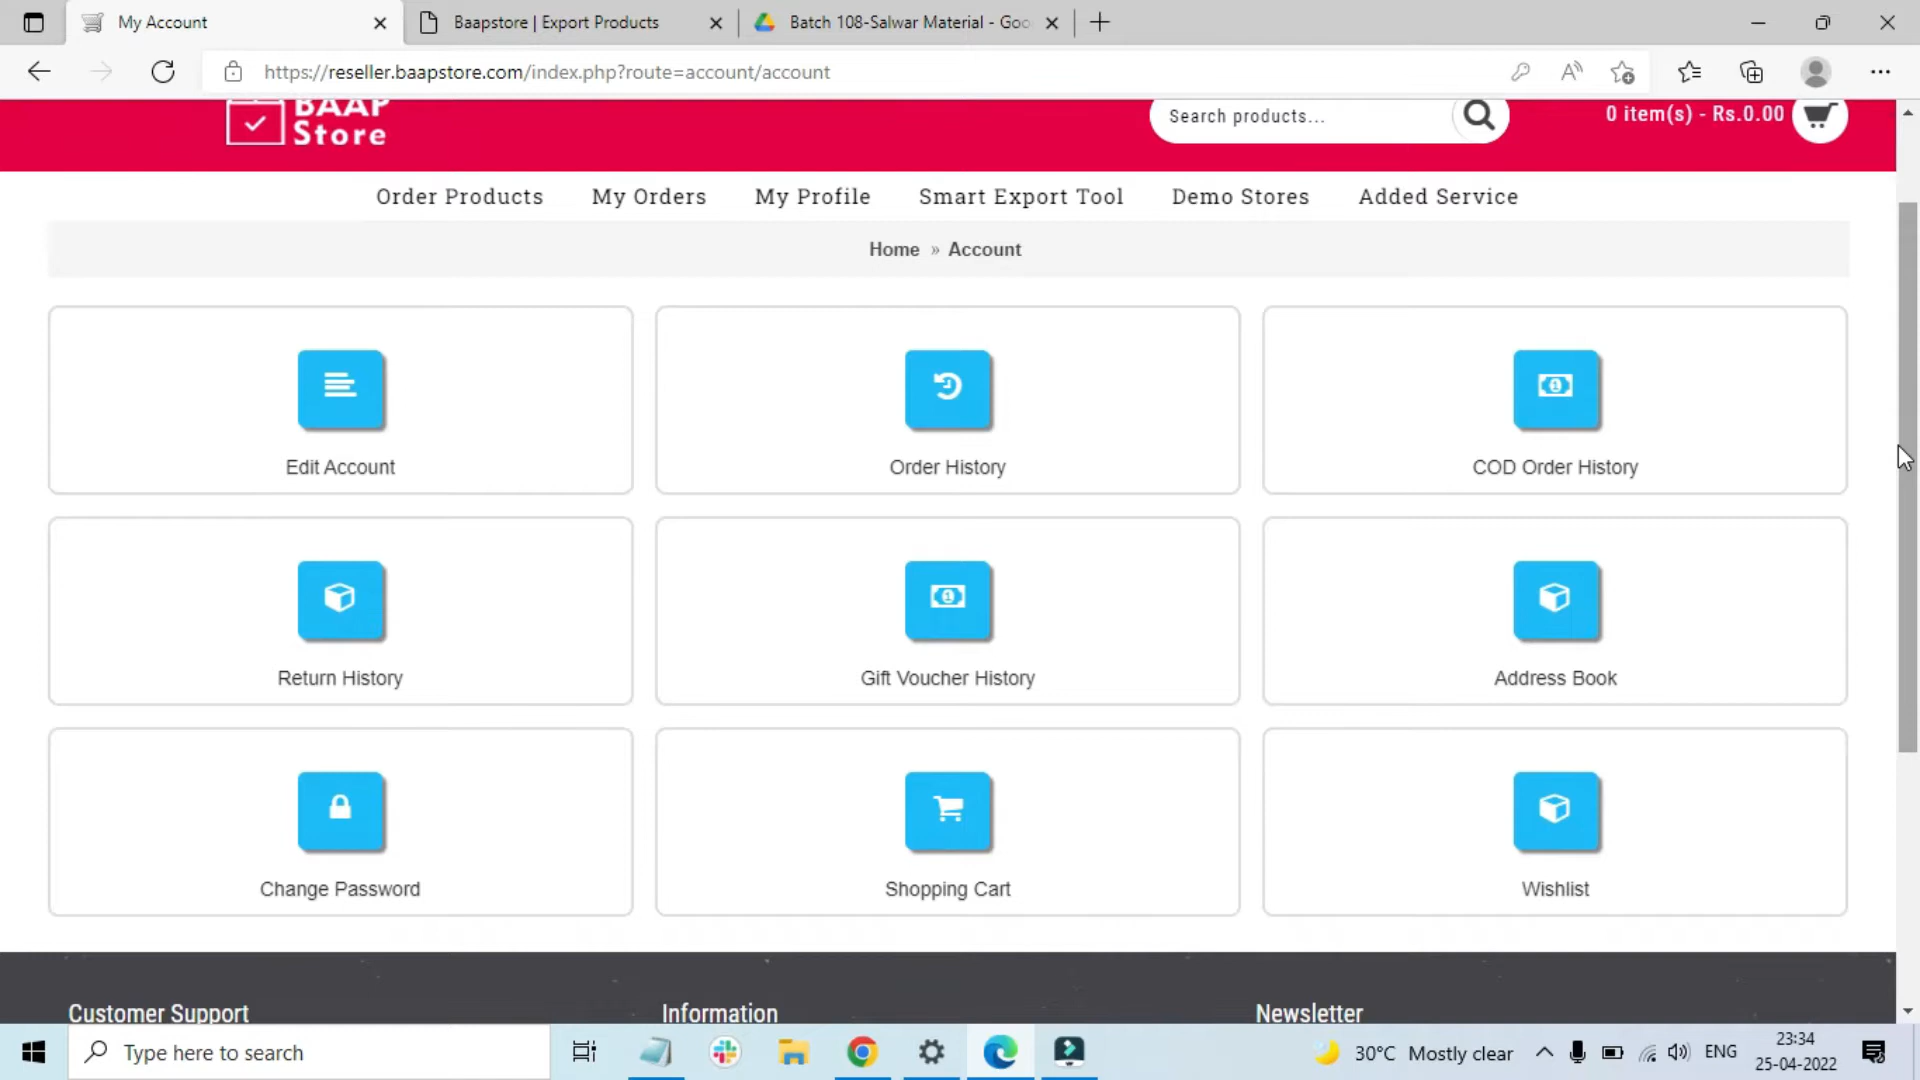 My Account
Baapstore | Export Products
Batch 108-Salwar Material - Goo
https://reseller.baapstore.com/index.php?route=account/account
BAAP
Store
Search products...
0 item(s) - Rs.0.00
Order Products
My Orders
My Profile
Smart Export Tool
Demo Stores
Added Service
Home » Account
Edit Account
Order History
COD Order History
Return History
Gift Voucher History
Address Book
Change Password
Shopping Cart
Wishlist
Customer Support
Information
Newsletter
Type here to search
30°C Mostly clear
ENG
23:34
25-04-2022